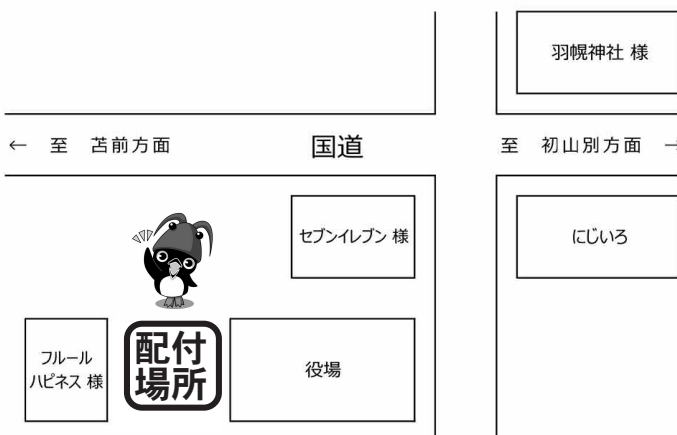 羽幌神社 様
← 至 苫前方面
国道
至 初山別方面 →
セブンイレブン 様
にじいろ
フルール
ハピネス 様
配付
場所
役場